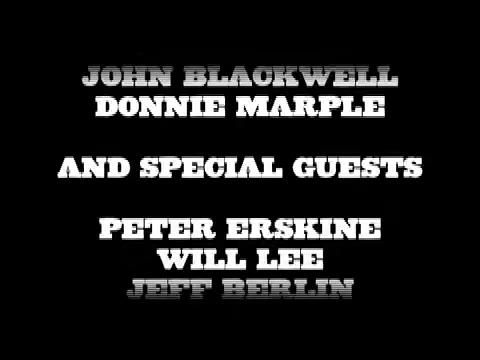 JOHN BLACKWELL
DONNIE MARPLE
AND SPECIAL GUESTS
PETER ERSKINE
WILL LEE
JEFF BERLIN